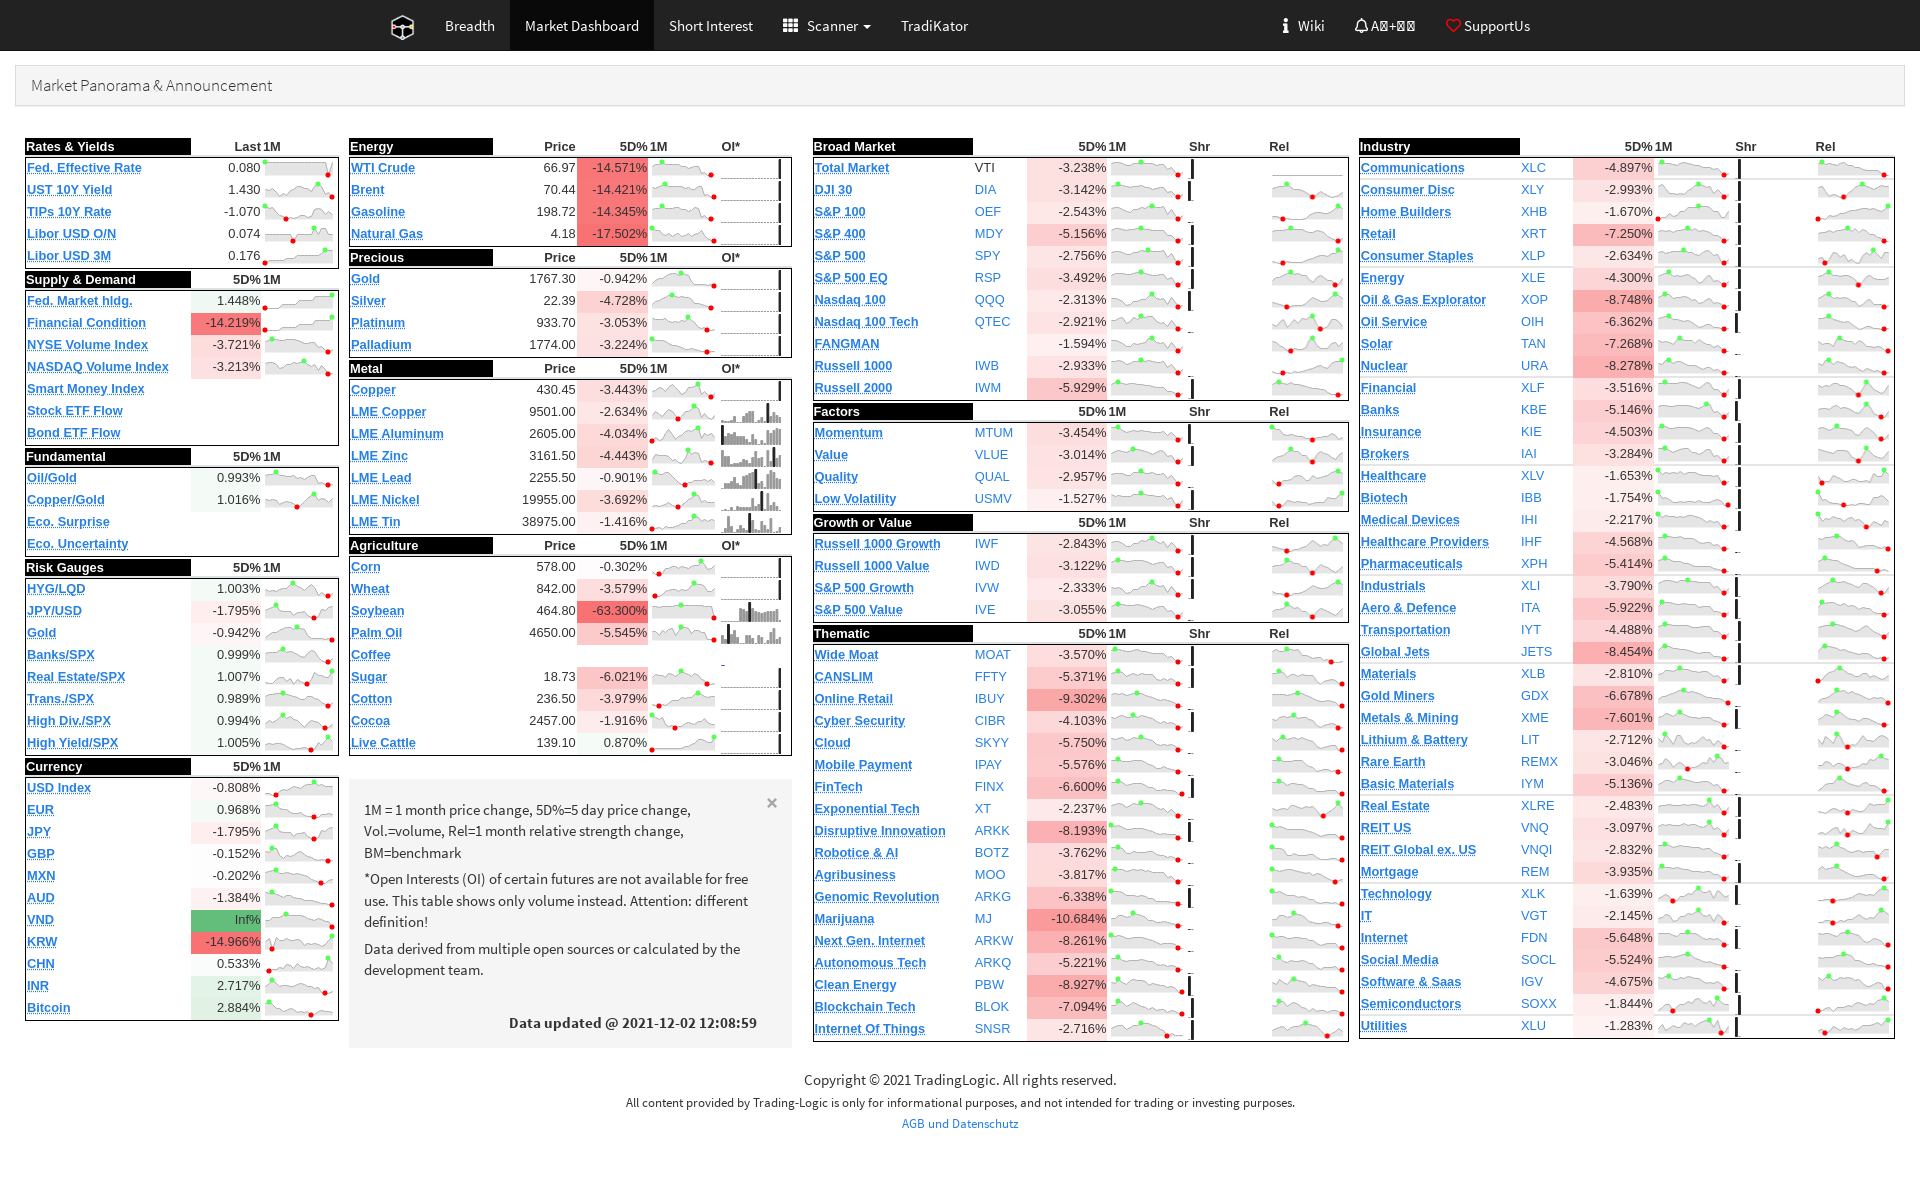 Breadth
Market Dashboard
Short Interest
Scanner
TradiKator
Wiki
SupportUs
Market Panorama & Announcement
Rates & Yields Last 1M
Fed. Effective Rate 0.080
UST 10Y Yield 1.430
TIPs 10Y Rate -1.070
Libor USD O/N 0.074
Libor USD 3M 0.176
Supply & Demand 5D% 1M
Fed. Market hldg. 1.448%
Financial Condition -14.219%
NYSE Volume Index -3.721%
NASDAQ Volume Index -3.213%
Smart Money Index
Stock ETF Flow
Bond ETF Flow
Fundamental 5D% 1M
Oil/Gold 0.993%
Copper/Gold 1.016%
Eco. Surprise
Eco. Uncertainty
Risk Gauges 5D% 1M
HYG/LQD 1.003%
JPY/USD -1.795%
Gold -0.942%
Banks/SPX 0.999%
Real Estate/SPX 1.007%
Trans./SPX 0.989%
High Div./SPX 0.994%
High Yield/SPX 1.005%
Currency 5D% 1M
USD Index -0.808%
EUR 0.968%
JPY -1.795%
GBP -0.152%
MXN -0.202%
AUD -1.384%
VND Inf%
KRW -14.966%
CHN 0.533%
INR 2.717%
Bitcoin 2.884%
Energy Price 5D% 1M OI*
WTI Crude 66.97 -14.571%
Brent 70.44 -14.421%
Gasoline 198.72 -14.345%
Natural Gas 4.18 -17.502%
Precious Price 5D% 1M OI*
Gold 1767.30 -0.942%
Silver 22.39 -4.728%
Platinum 933.70 -3.053%
Palladium 1774.00 -3.224%
Metal Price 5D% 1M OI*
Copper 430.45 -3.443%
LME Copper 9501.00 -2.634%
LME Aluminum 2605.00 -4.034%
LME Zinc 3161.50 -4.443%
LME Lead 2255.50 -0.901%
LME Nickel 19955.00 -3.692%
LME Tin 38975.00 -1.416%
Agriculture Price 5D% 1M OI*
Corn 578.00 -0.302%
Wheat 842.00 -3.579%
Soybean 464.80 -63.300%
Palm Oil 4650.00 -5.545%
Coffee
Sugar 18.73 -6.021%
Cotton 236.50 -3.979%
Cocoa 2457.00 -1.916%
Live Cattle 139.10 0.870%
×
1M = 1 month price change, 5D%=5 day price change,
Vol.=volume, Rel=1 month relative strength change,
BM=benchmark
*Open Interests (OI) of certain futures are not available for free
use. This table shows only volume instead. Attention: different
definition!
Data derived from multiple open sources or calculated by the
development team.
Data updated @ 2021-12-02 12:08:59
Broad Market 5D% 1M Shr Rel
Total Market VTI -3.238%
DJI 30 DIA -3.142%
S&P 100 OEF -2.543%
S&P 400 MDY -5.156%
S&P 500 SPY -2.756%
S&P 500 EQ RSP -3.492%
Nasdaq 100 QQQ -2.313%
Nasdaq 100 Tech QTEC -2.921%
FANGMAN -1.594%
Russell 1000 IWB -2.933%
Russell 2000 IWM -5.929%
Factors 5D% 1M Shr Rel
Momentum MTUM -3.454%
Value VLUE -3.014%
Quality QUAL -2.957%
Low Volatility USMV -1.527%
Growth or Value 5D% 1M Shr Rel
Russell 1000 Growth IWF -2.843%
Russell 1000 Value IWD -3.122%
S&P 500 Growth IVW -2.333%
S&P 500 Value IVE -3.055%
Thematic 5D% 1M Shr Rel
Wide Moat MOAT -3.570%
CANSLIM FFTY -5.371%
Online Retail IBUY -9.302%
Cyber Security CIBR -4.103%
Cloud SKYY -5.750%
Mobile Payment IPAY -5.576%
FinTech FINX -6.600%
Exponential Tech XT -2.237%
Disruptive Innovation ARKK -8.193%
Robotice & AI BOTZ -3.762%
Agribusiness MOO -3.817%
Genomic Revolution ARKG -6.338%
Marijuana MJ -10.684%
Next Gen. Internet ARKW -8.261%
Autonomous Tech ARKQ -5.221%
Clean Energy PBW -8.927%
Blockchain Tech BLOK -7.094%
Internet Of Things SNSR -2.716%
Industry 5D% 1M Shr Rel
Communications XLC -4.897%
Consumer Disc XLY -2.993%
Home Builders XHB -1.670%
Retail XRT -7.250%
Consumer Staples XLP -2.634%
Energy XLE -4.300%
Oil & Gas Explorator XOP -8.748%
Oil Service OIH -6.362%
Solar TAN -7.268%
Nuclear URA -8.278%
Financial XLF -3.516%
Banks KBE -5.146%
Insurance KIE -4.503%
Brokers IAI -3.284%
Healthcare XLV -1.653%
Biotech IBB -1.754%
Medical Devices IHI -2.217%
Healthcare Providers IHF -4.568%
Pharmaceuticals XPH -5.414%
Industrials XLI -3.790%
Aero & Defence ITA -5.922%
Transportation IYT -4.488%
Global Jets JETS -8.454%
Materials XLB -2.810%
Gold Miners GDX -6.678%
Metals & Mining XME -7.601%
Lithium & Battery LIT -2.712%
Rare Earth REMX -3.046%
Basic Materials IYM -5.136%
Real Estate XLRE -2.483%
REIT US VNQ -3.097%
REIT Global ex. US VNQI -2.832%
Mortgage REM -3.935%
Technology XLK -1.639%
IT VGT -2.145%
Internet FDN -5.648%
Social Media SOCL -5.524%
Software & Saas IGV -4.675%
Semiconductors SOXX -1.844%
Utilities XLU -1.283%
Copyright © 2021 TradingLogic. All rights reserved.
All content provided by Trading-Logic is only for informational purposes, and not intended for trading or investing purposes.
AGB und Datenschutz